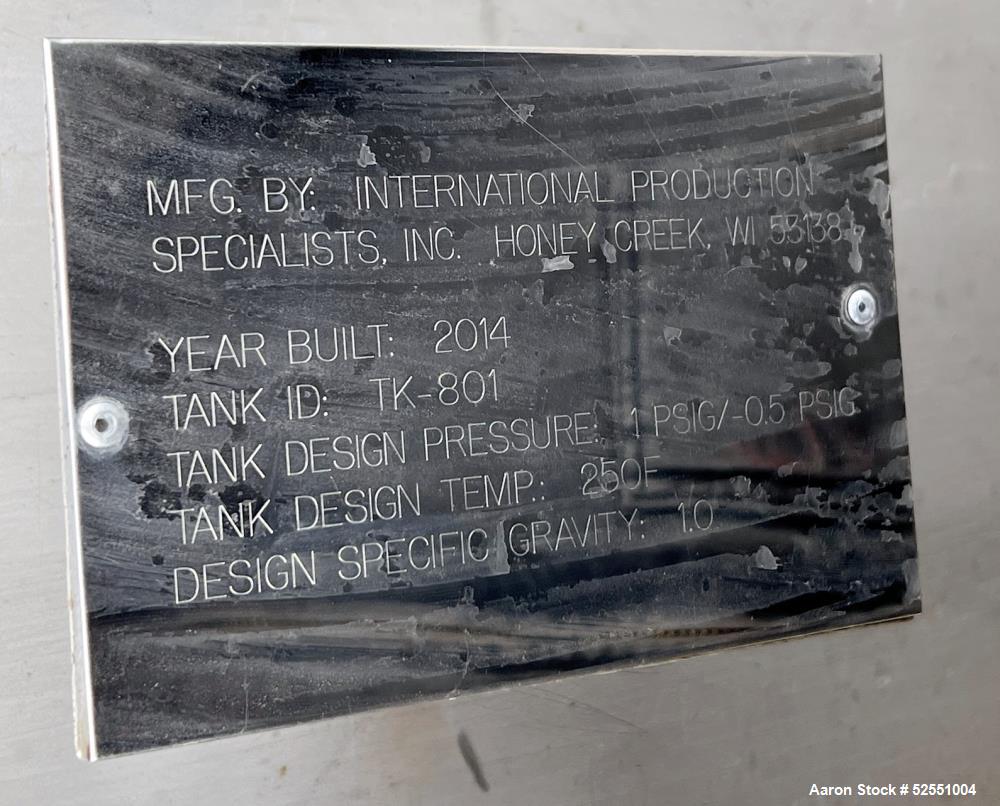 MFG. BY: INTERNATIONAL PRODUCTION
SPECIALISTS, INC. HONEY CREEK, WI 53138
YEAR BUILT: 2014
TANK ID: TK-801
TANK DESIGN PRESSURE: 1 PSIG/-0.5 PSIG
TANK DESIGN TEMP.: 250F
DESIGN SPECIFIC GRAVITY: 1.0
Aaron Stock # 52551004